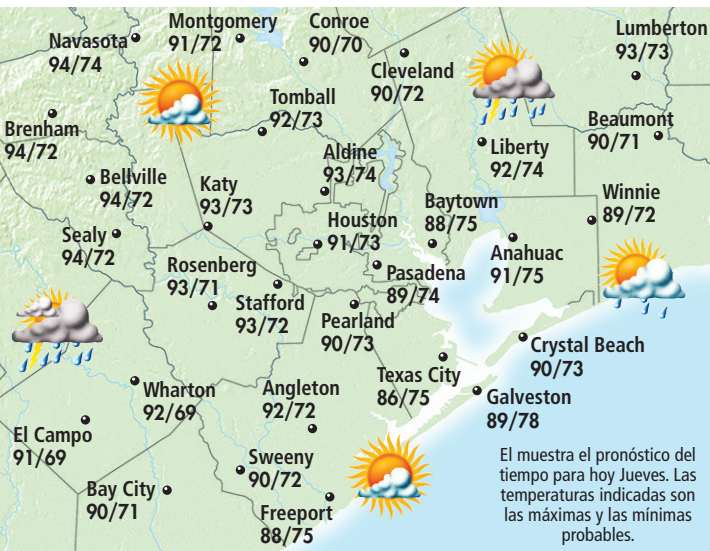 Navasota
94/74
Montgomery
91/72
Conroe
90/70
Cleveland
90/72
Lumberton
93/73
Brenham
94/72
Tomball
92/73
Beaumont
90/71
Liberty
92/74
Bellville
94/72
Katy
93/73
Aldine
93/74
Baytown
88/75
Winnie
89/72
Sealy
94/72
Houston
91/73
Anahuac
91/75
Rosenberg
93/71
Pasadena
89/74
Stafford
93/72
Pearland
90/73
Crystal Beach
90/73
Texas City
86/75
Wharton
92/69
Angleton
92/72
Galveston
89/78
El Campo
91/69
Sweeny
90/72
Bay City
90/71
Freeport
88/75
El muestra el pronóstico del
tiempo para hoy Jueves. Las
temperaturas indicadas son
las máximas y las mínimas
probables.